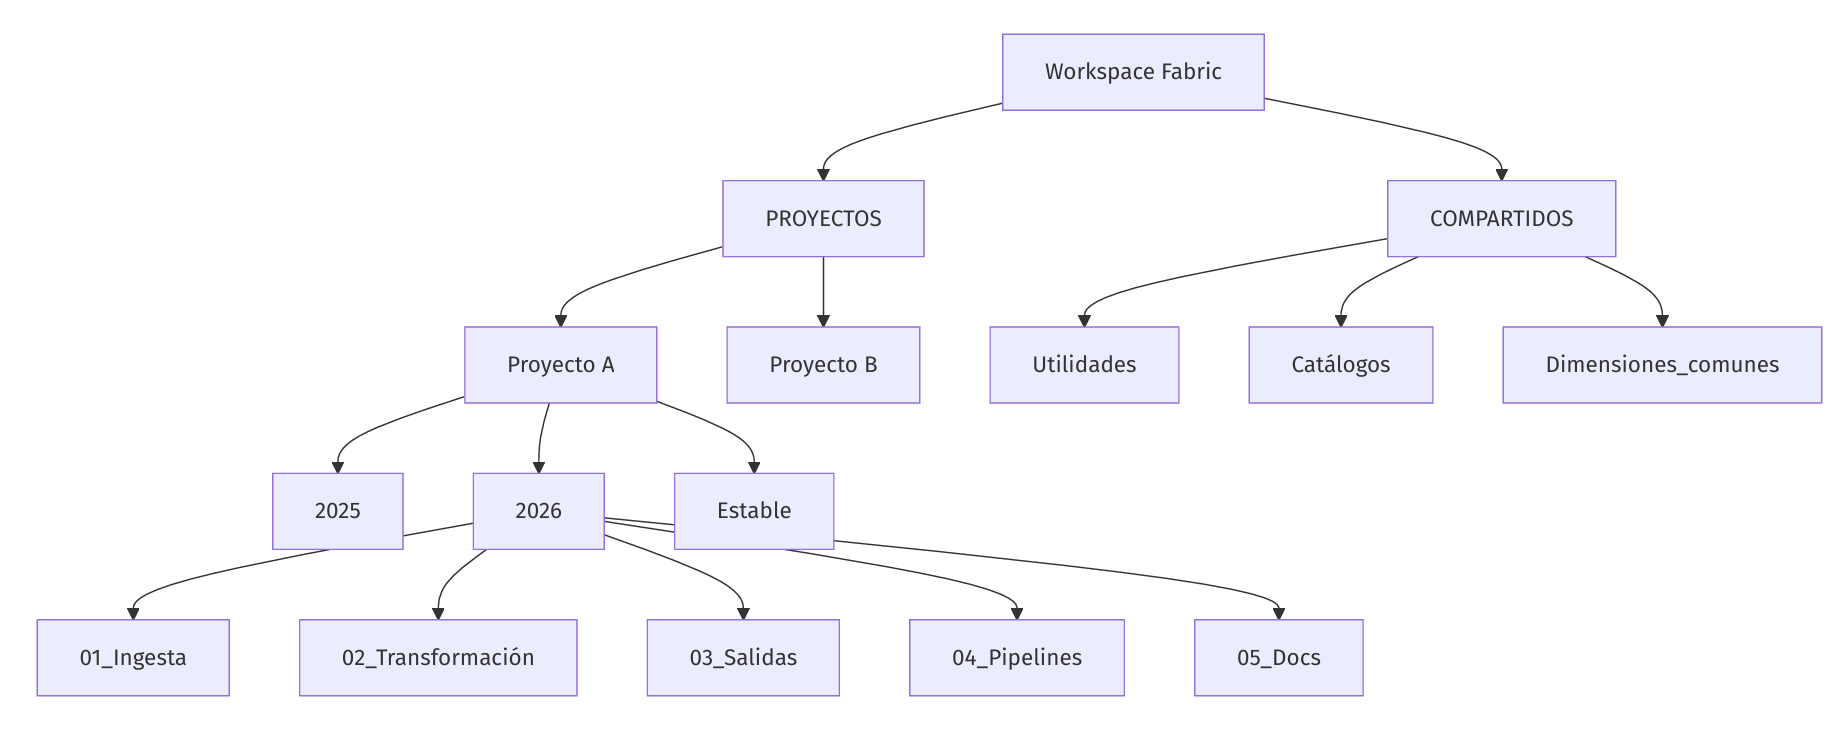 Workspace Fabric
PROYECTOS
COMPARTIDOS
Proyecto A
Proyecto B
Utilidades
Catálogos
Dimensiones_comunes
2025
2026
Estable
01_Ingesta
02_Transformación
03_Salidas
04_Pipelines
05_Docs